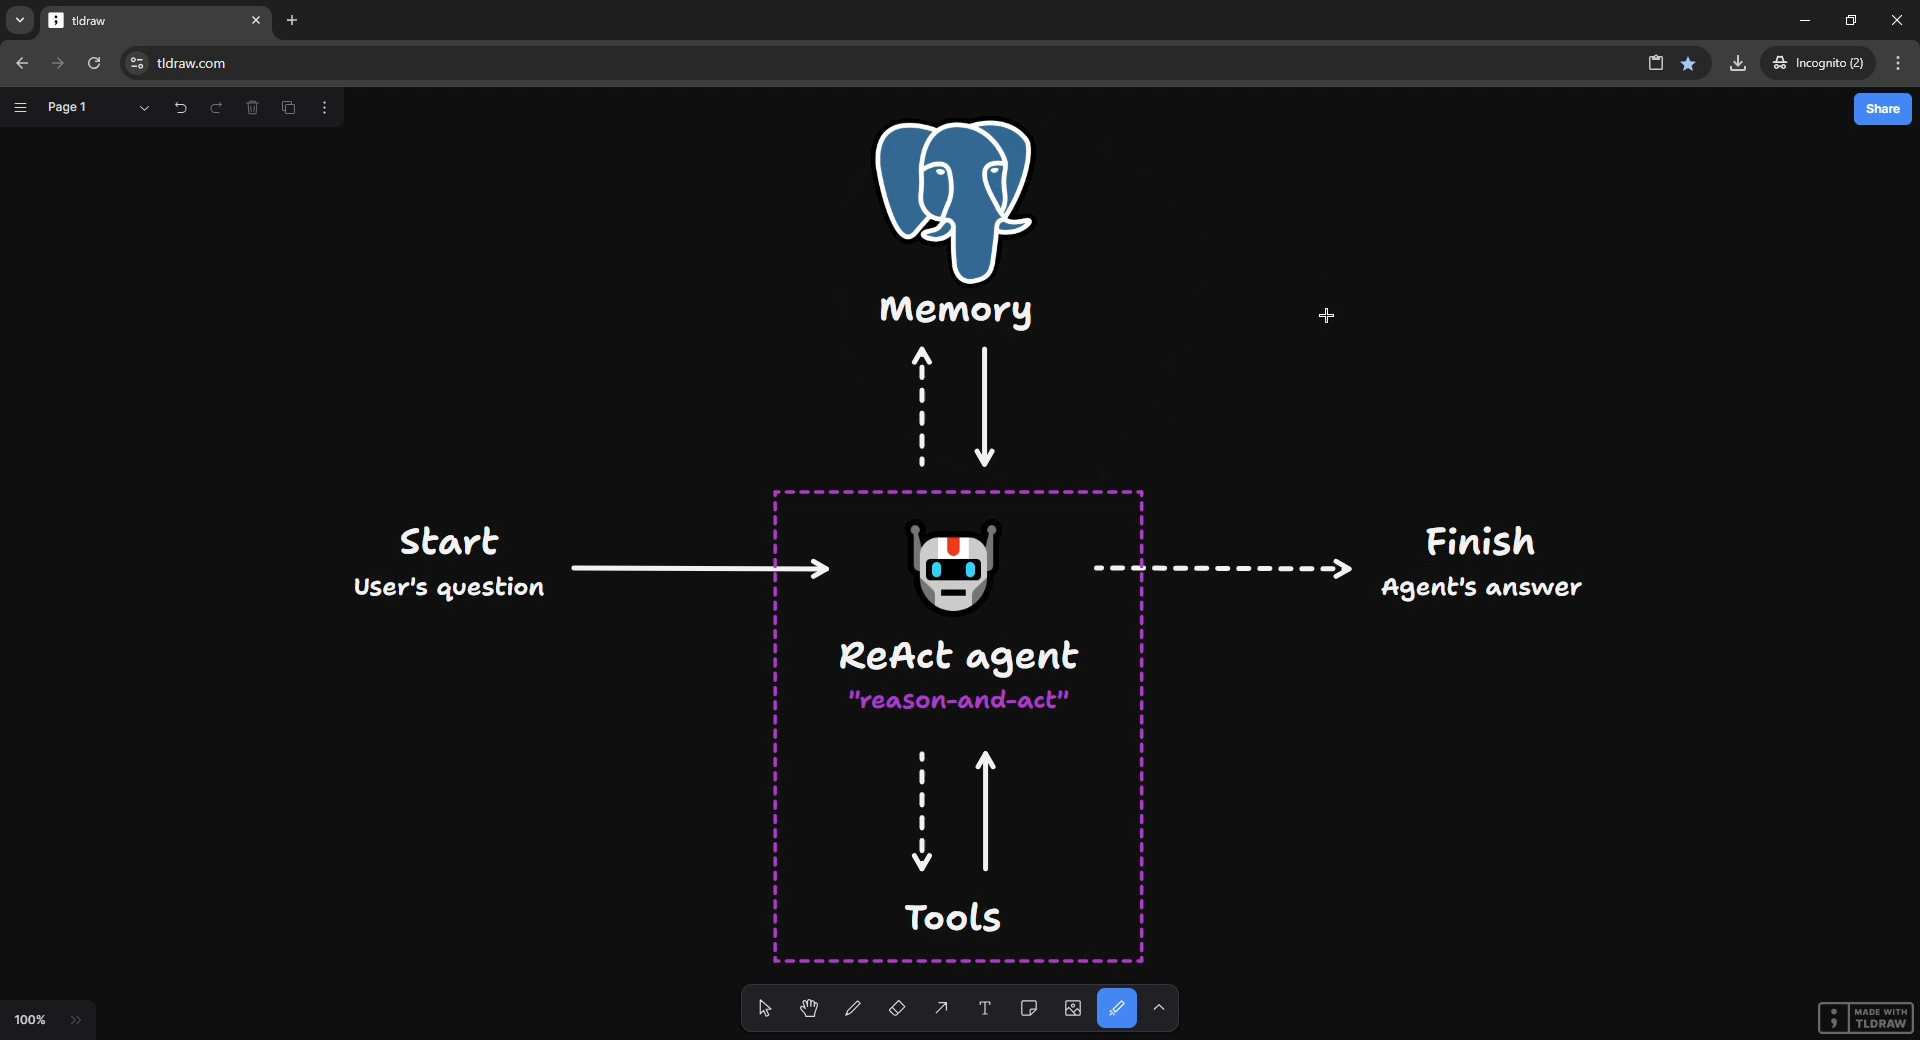 tldraw
tldraw.com
Incognito (2)
Page 1
Share
Memory
Start
User's question
Finish
Agent's answer
ReAct agent
"reason-and-act"
Tools
100%
MADE WITH
TLDRAW